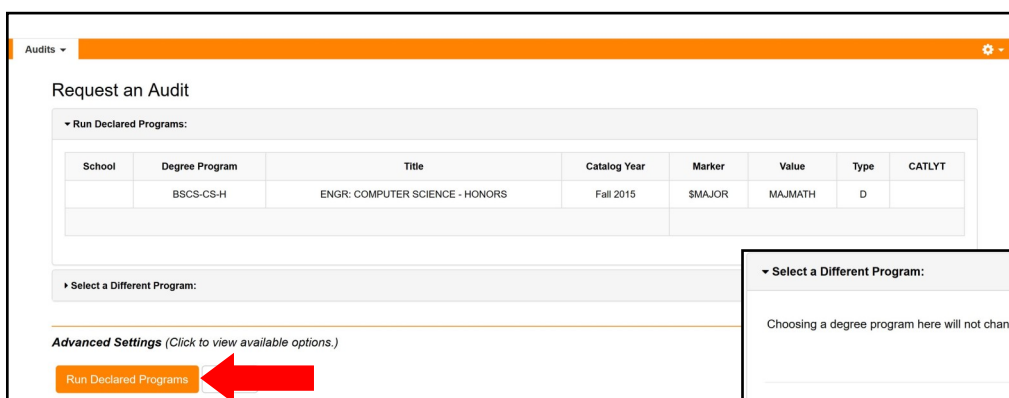 Audits
Request an Audit
Run Declared Programs:
School Degree Program Title Catalog Year Marker Value Type CATLYT
BSCS-CS-H ENGR: COMPUTER SCIENCE - HONORS Fall 2015 $MAJOR MAJMATH D
Select a Different Program:
Select a Different Program:
Choosing a degree program here will not chan
Advanced Settings (Click to view available options.)
Run Declared Programs